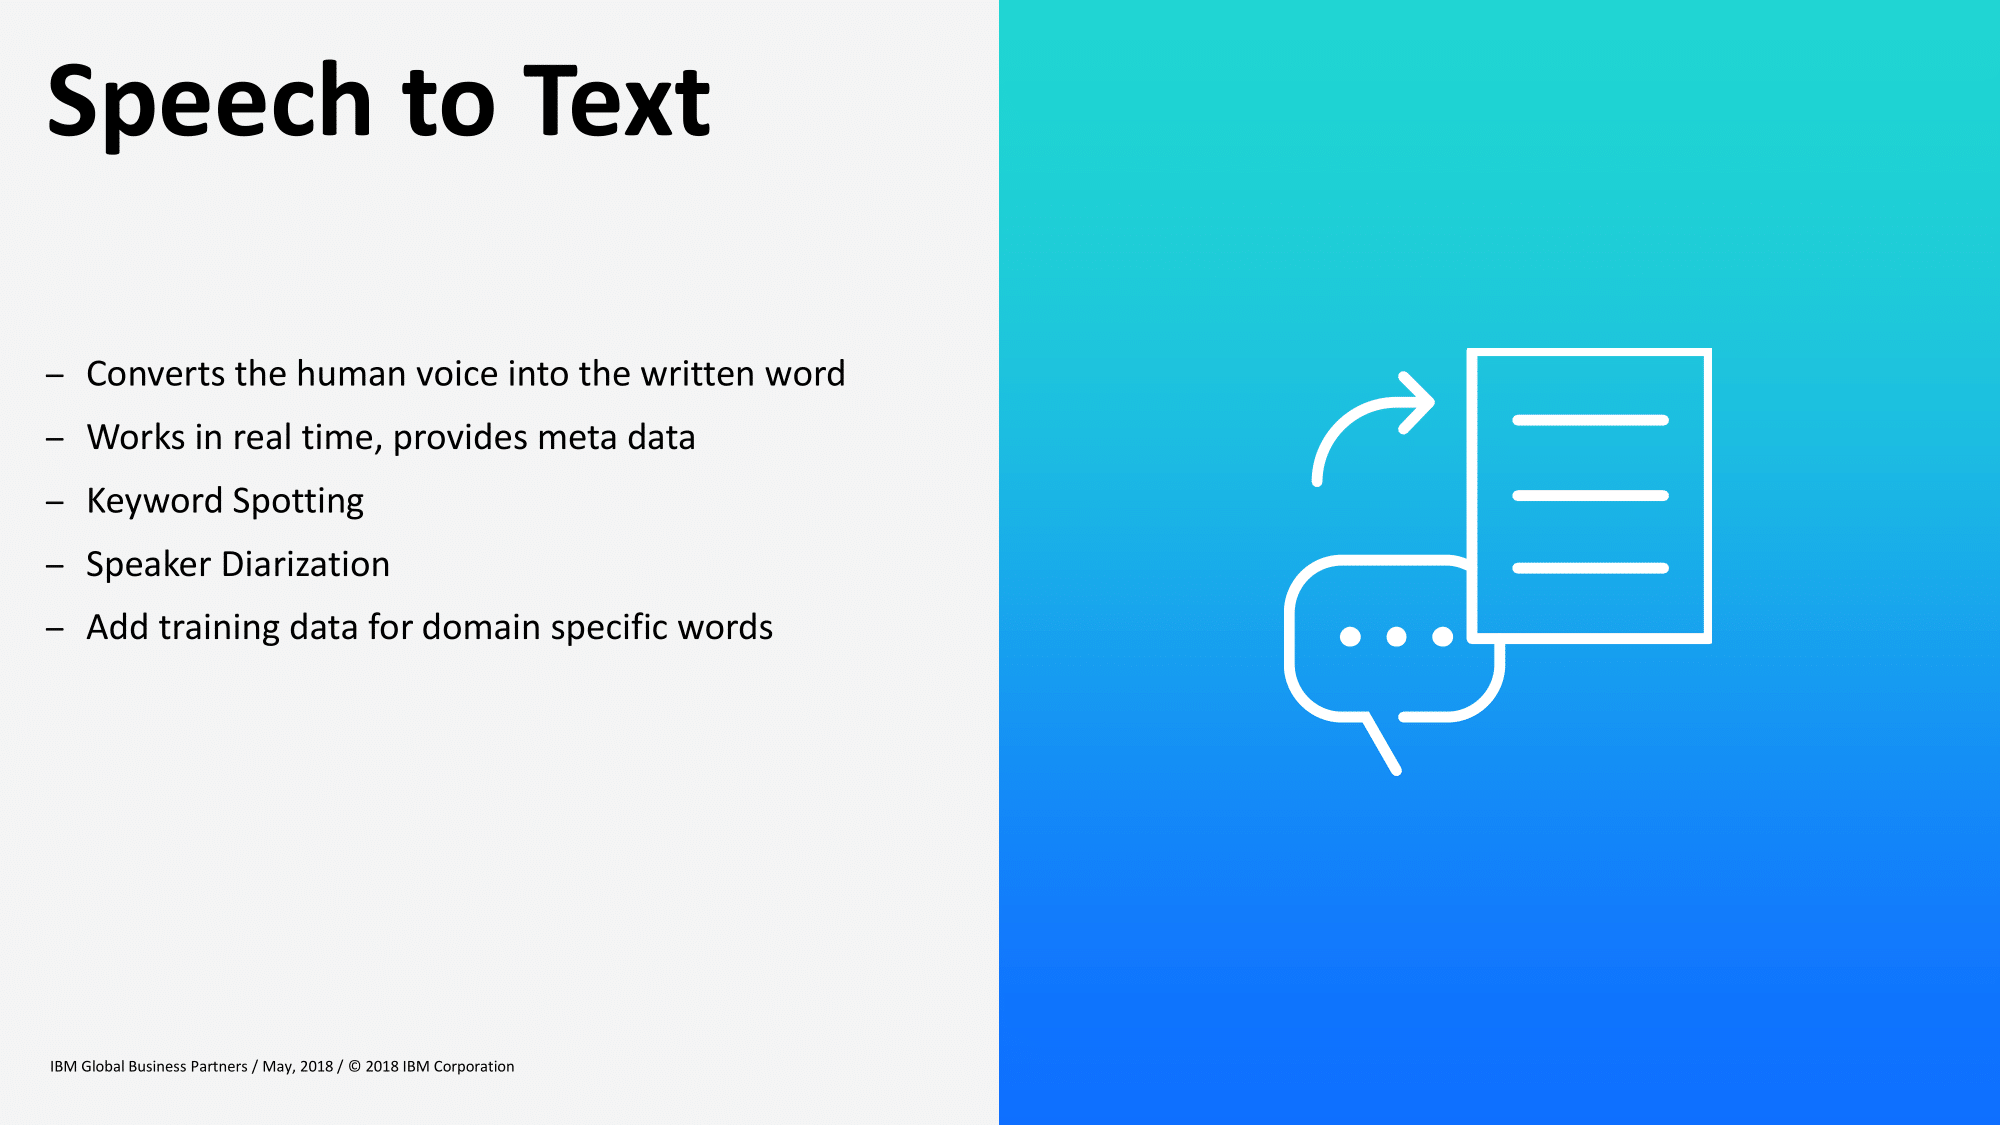 Speech to Text
– Converts the human voice into the written word
– Works in real time, provides meta data
– Keyword Spotting
– Speaker Diarization
– Add training data for domain specific words
IBM Global Business Partners / May, 2018 / © 2018 IBM Corporation